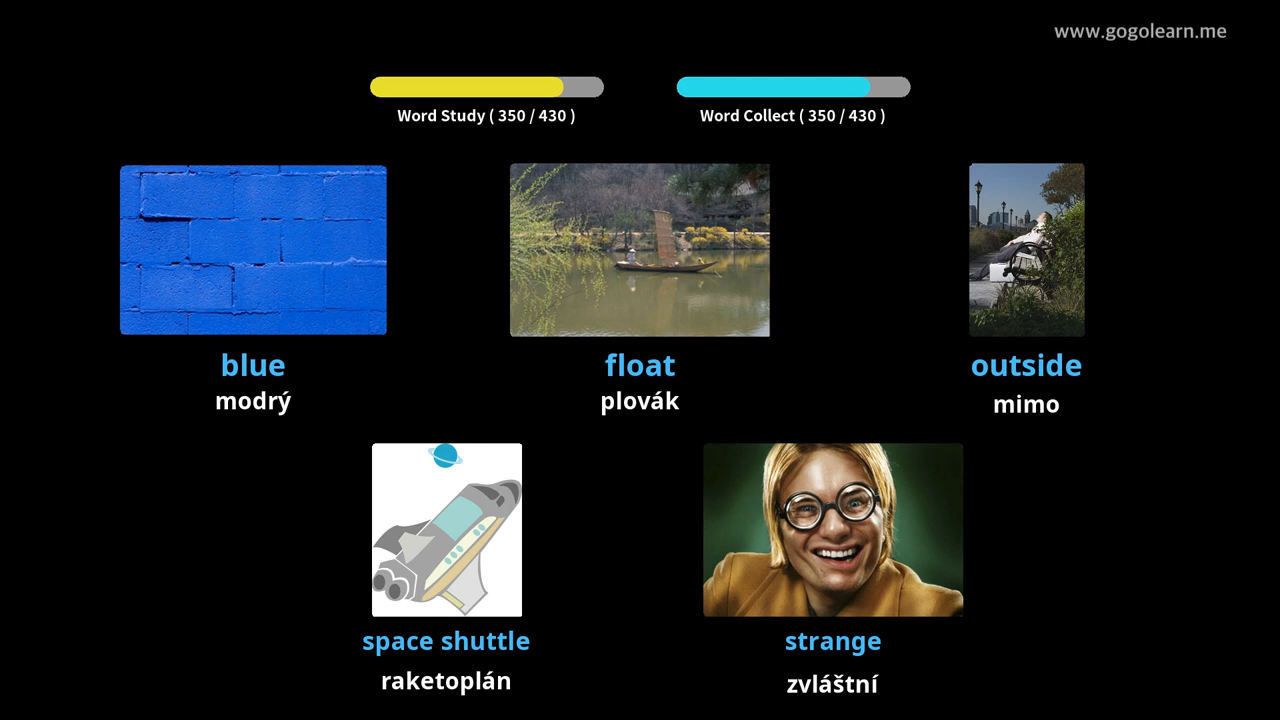 www.gogolearn.me
Word Study ( 350 / 430 )
Word Collect ( 350 / 430 )
blue
modrý
float
plovák
outside
mimo
space shuttle
raketoplán
strange
zvláštní